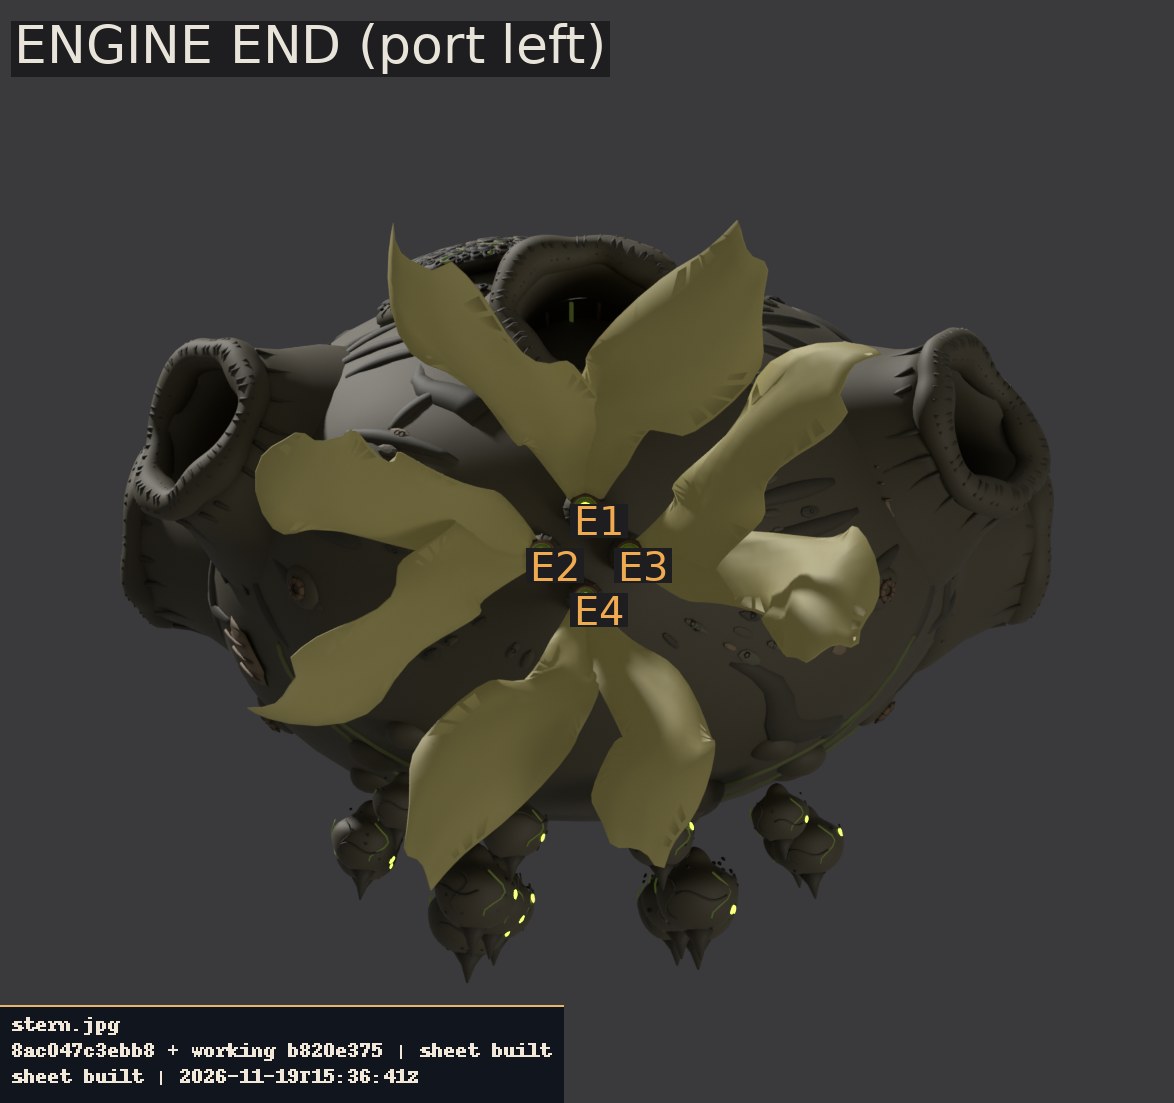 ENGINE END (port left)
E1
E2 E3
E4
stern.jpg
8ac047c3ebb8 + working b820e375 | sheet built
sheet built | 2026-11-19T15:36:41Z